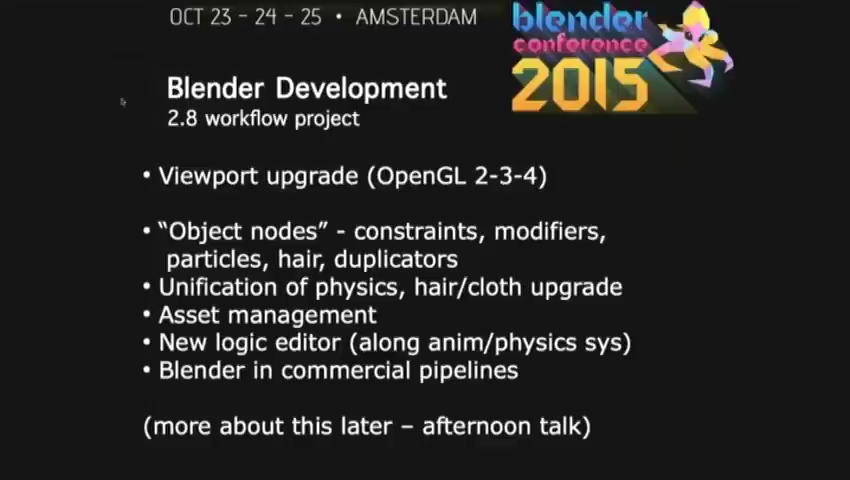 OCT 23 - 24 - 25 • AMSTERDAM
blender
conference
2015
Blender Development
2.8 workflow project
• Viewport upgrade (OpenGL 2-3-4)
• “Object nodes” - constraints, modifiers,
particles, hair, duplicators
• Unification of physics, hair/cloth upgrade
• Asset management
• New logic editor (along anim/physics sys)
• Blender in commercial pipelines
(more about this later – afternoon talk)